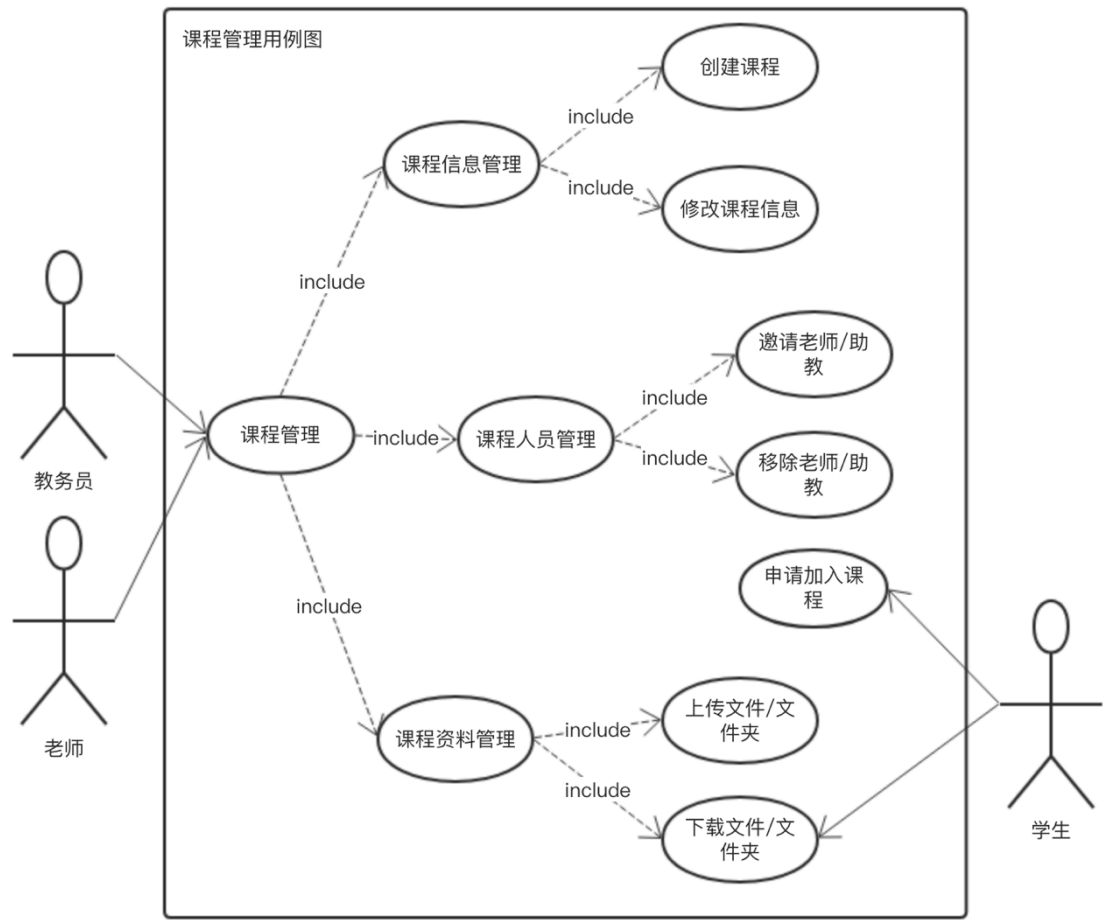 课程管理用例图
创建课程
include
课程信息管理
include
修改课程信息
include
邀请老师/助
教
include
课程管理
include
课程人员管理
include
移除老师/助
教
教务员
申请加入课
程
include
上传文件/文
件夹
include
课程资料管理
include
下载文件/文
件夹
老师
学生